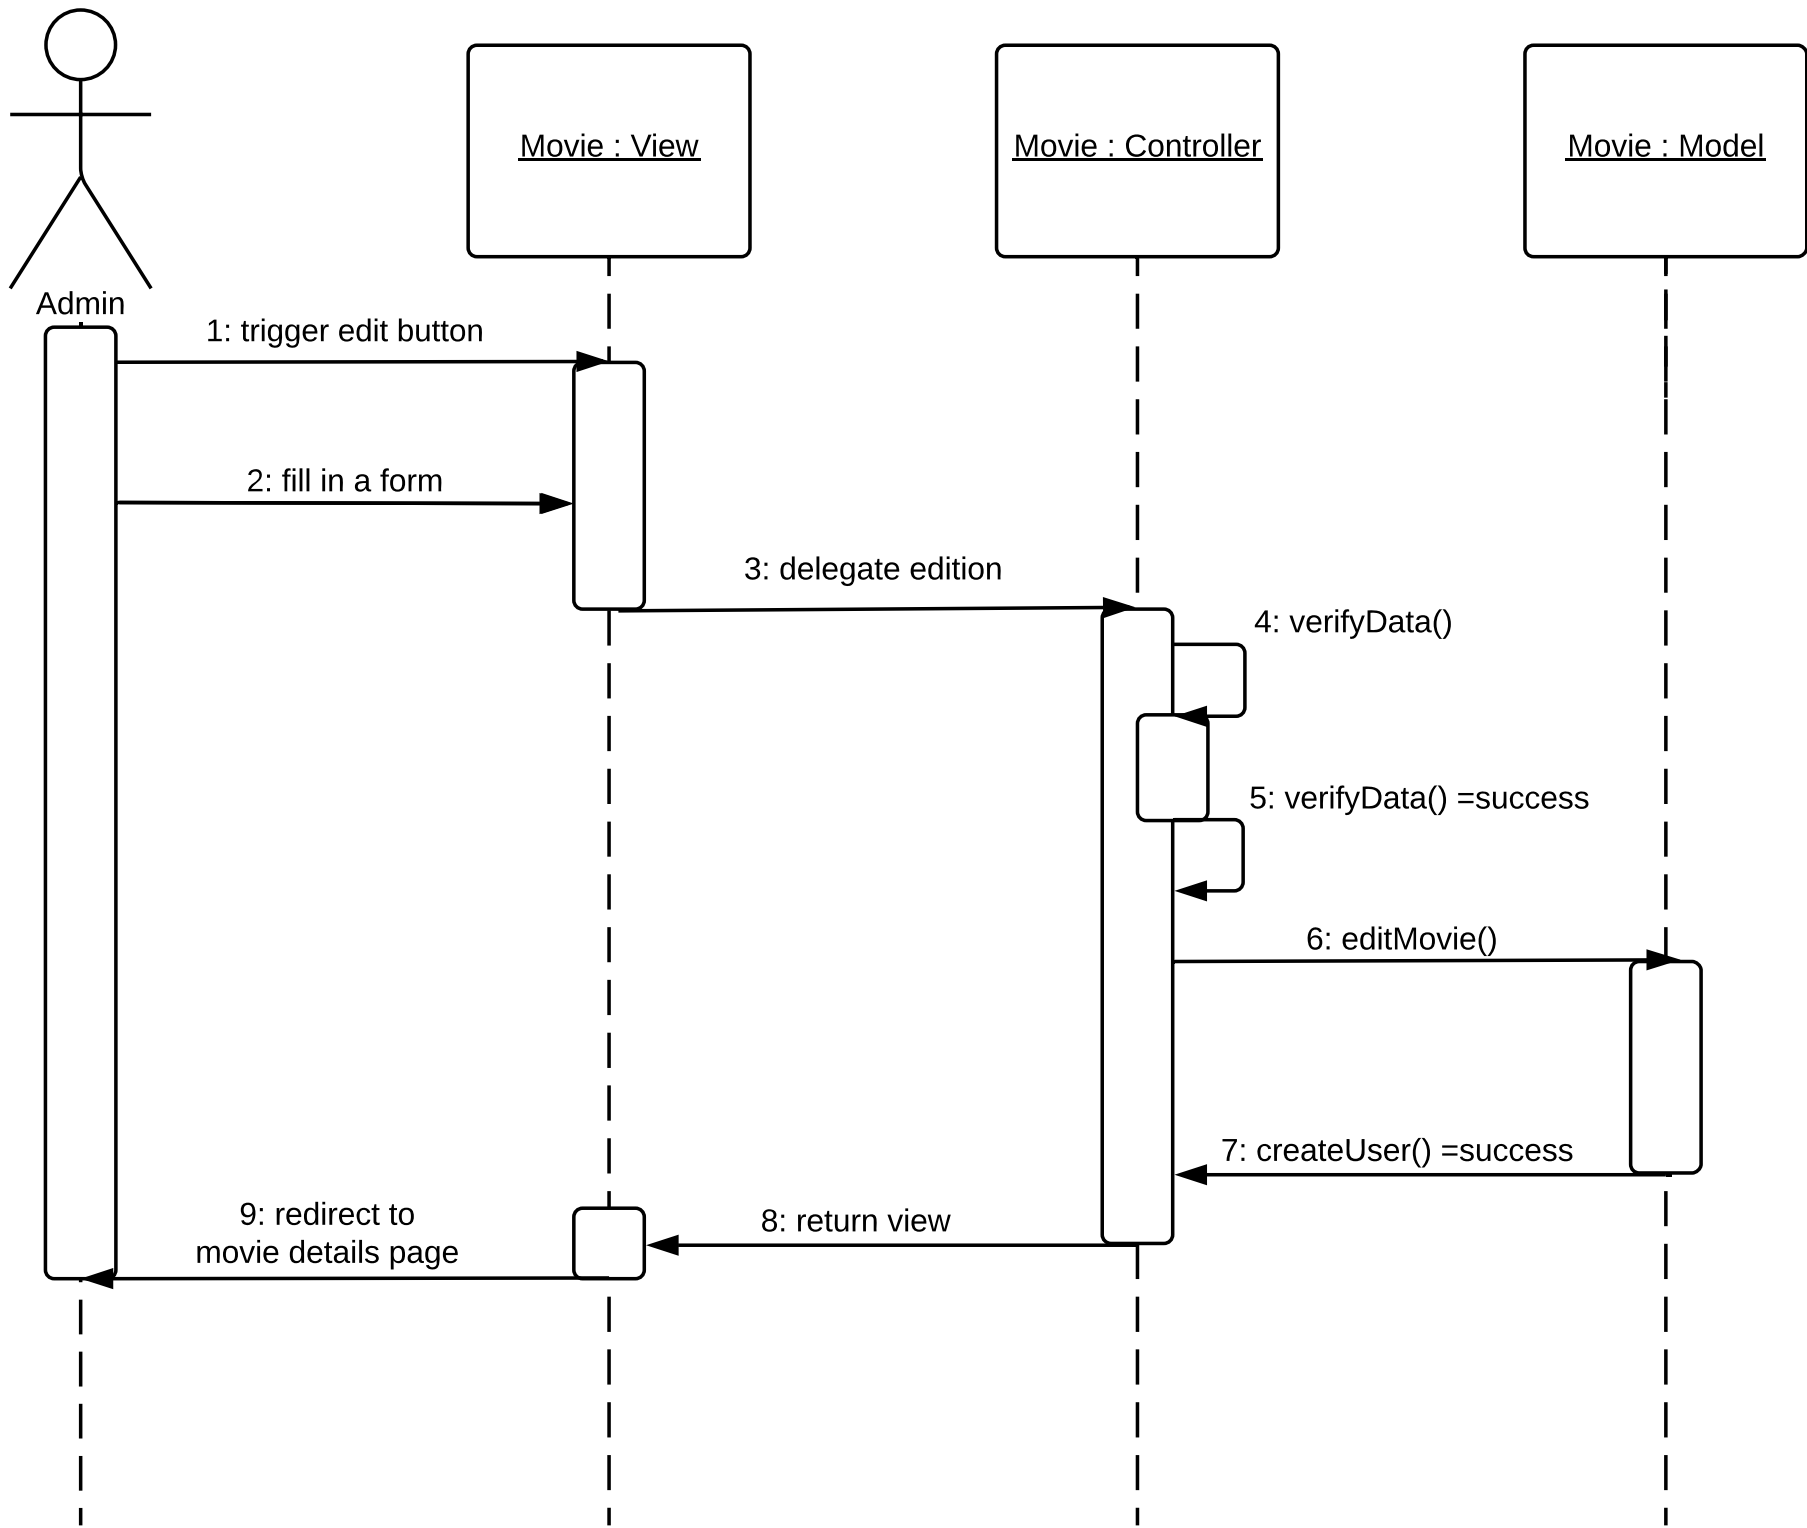 Movie : View
Movie : Controller
Movie : Model
Admin
1: trigger edit button
2: fill in a form
3: delegate edition
4: verifyData()
5: verifyData() =success
6: editMovie()
7: createUser() =success
8: return view
9: redirect to
movie details page